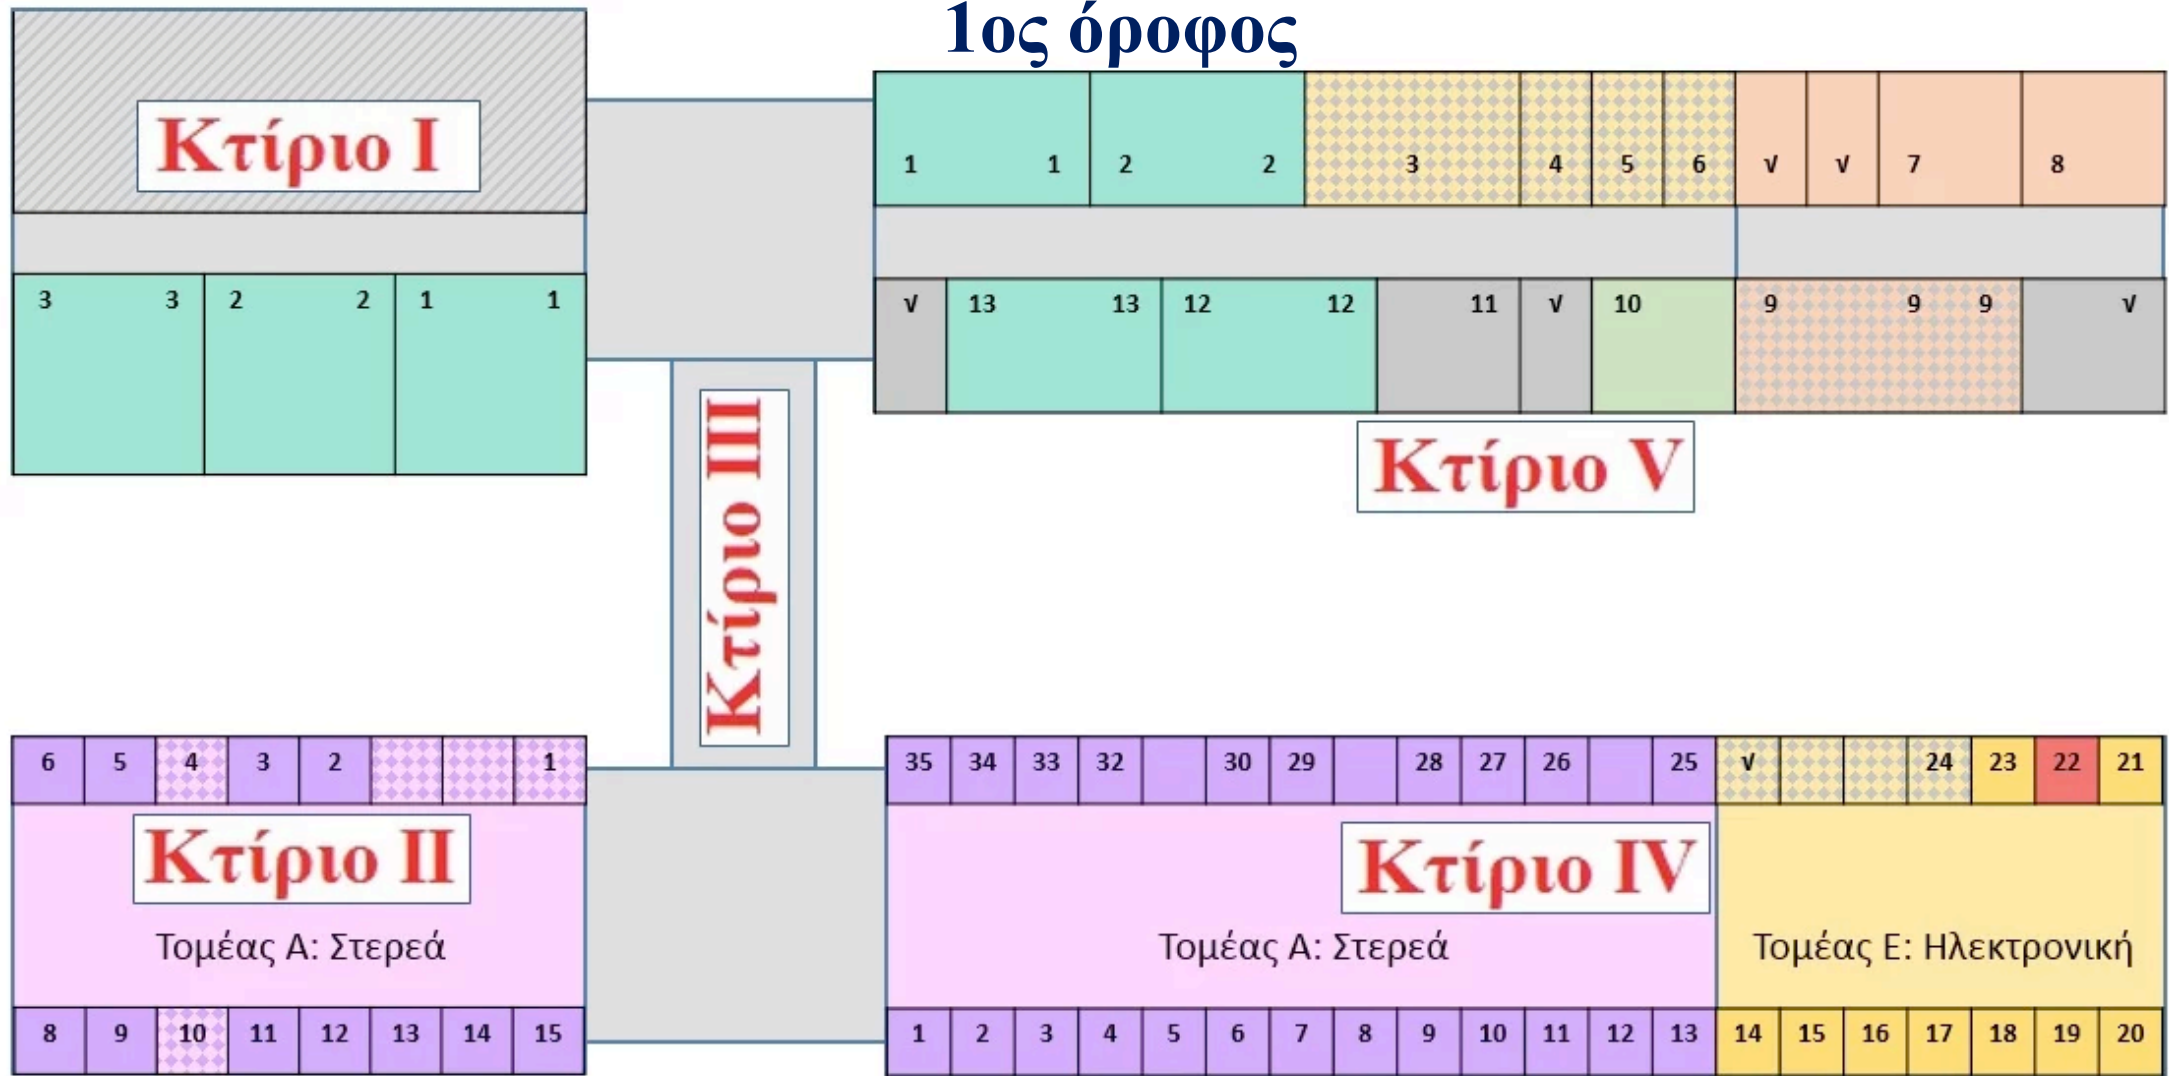 1ος όροφος
Κτίριο I
1 1 2 2 3 4 5 6 √ √ 7 8
3 3 2 2 1 1
√ 13 13 12 12 11 √ 10 9 9 9 √
Κτίριο V
Κτίριο III
6 5 4 3 2 1
Κτίριο II
Τομέας Α: Στερεά
8 9 10 11 12 13 14 15
35 34 33 32 30 29 28 27 26 25 √ 24 23 22 21
Κτίριο IV
Τομέας Α: Στερεά
Τομέας Ε: Ηλεκτρονική
1 2 3 4 5 6 7 8 9 10 11 12 13 14 15 16 17 18 19 20